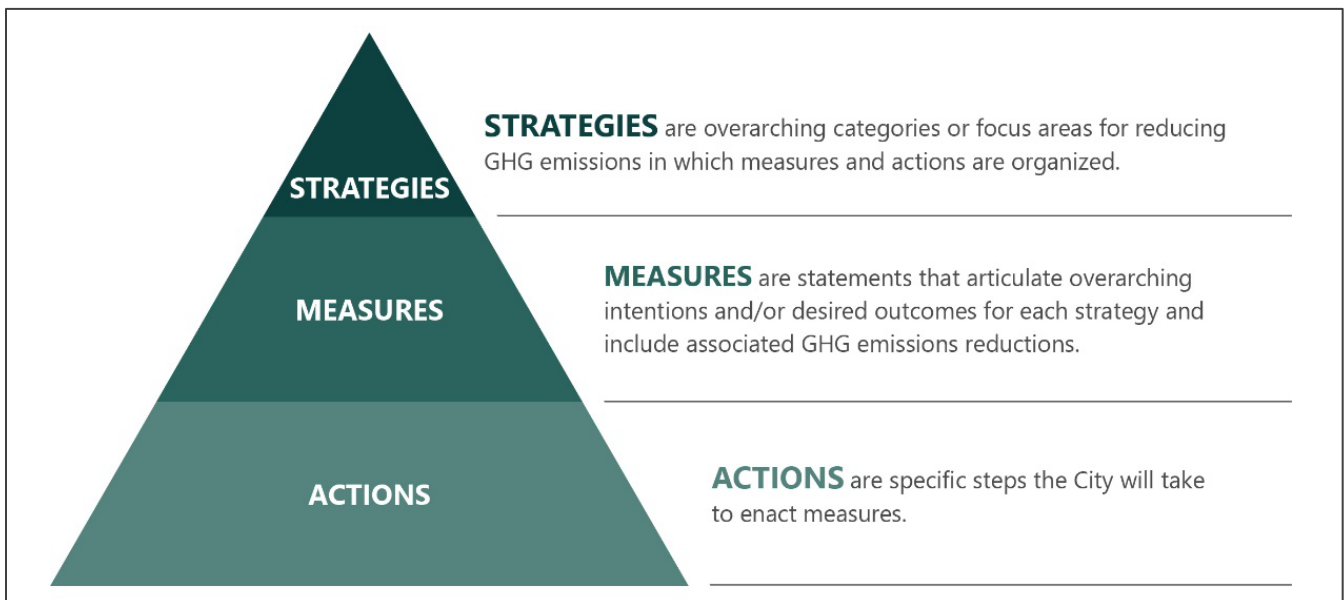 STRATEGIES
STRATEGIES are overarching categories or focus areas for reducing
GHG emissions in which measures and actions are organized.
MEASURES
MEASURES are statements that articulate overarching
intentions and/or desired outcomes for each strategy and
include associated GHG emissions reductions.
ACTIONS
ACTIONS are specific steps the City will take
to enact measures.